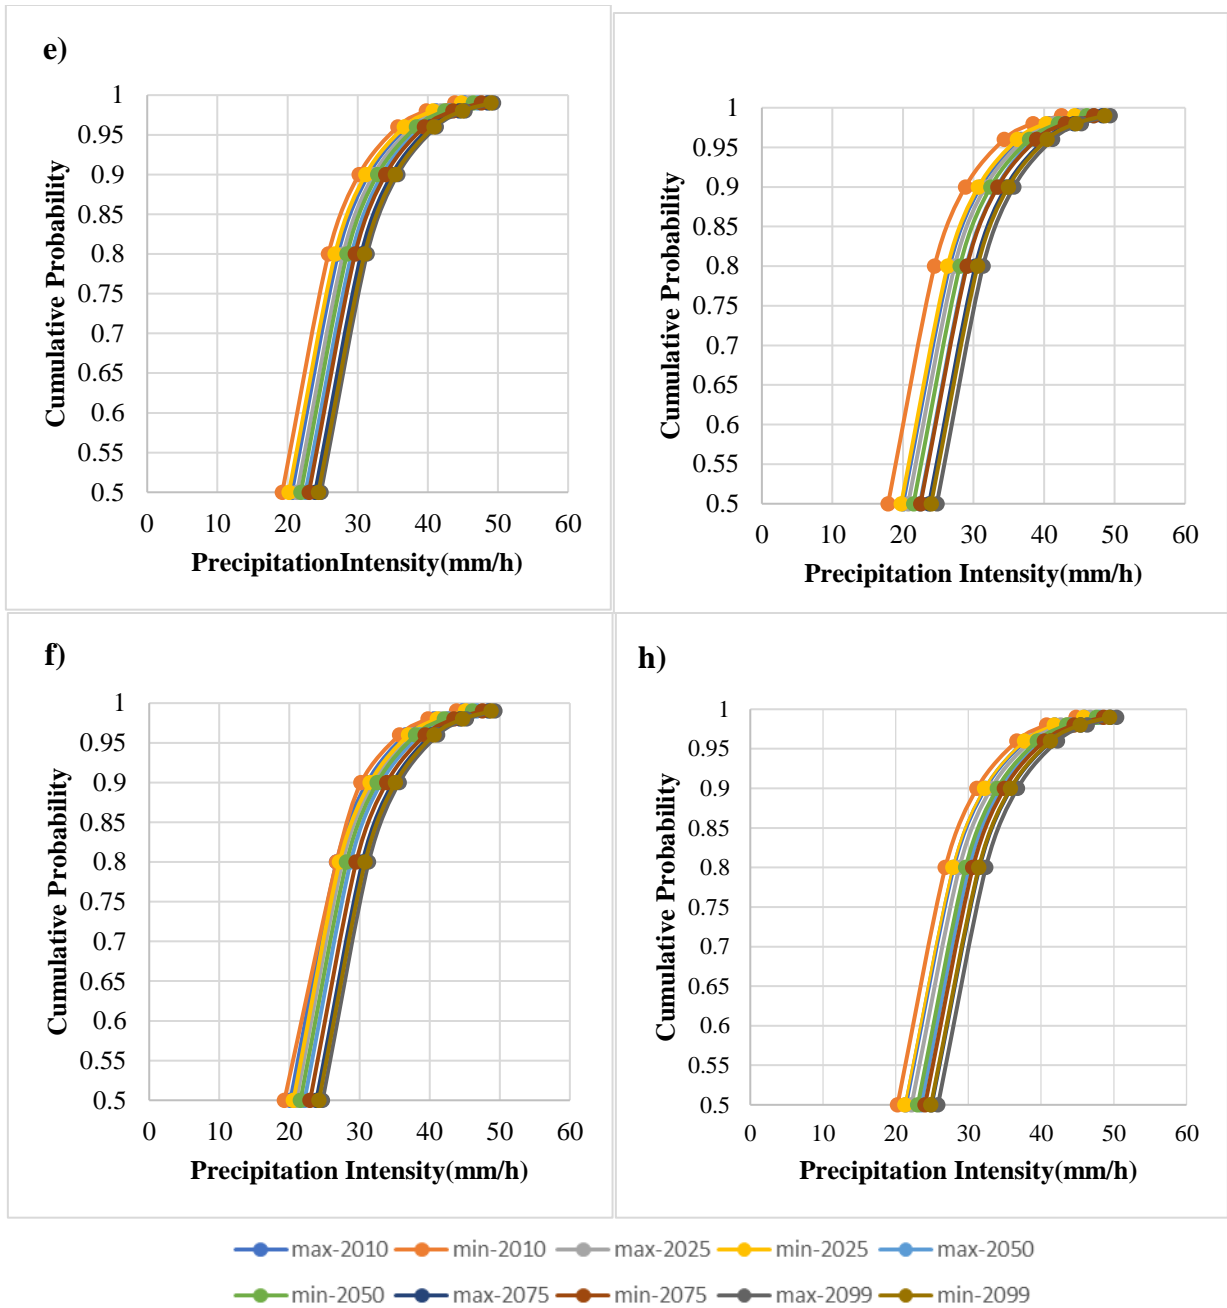 e)
1
0.95
0.9
0.85
0.8
0.75
0.7
0.65
0.6
0.55
0.5
Cumulative Probability
0 10 20 30 40 50 60
PrecipitationIntensity(mm/h)
1
0.95
0.9
0.85
0.8
0.75
0.7
0.65
0.6
0.55
0.5
Cumulative Probability
0 10 20 30 40 50 60
Precipitation Intensity(mm/h)
f)
1
0.95
0.9
0.85
0.8
0.75
0.7
0.65
0.6
0.55
0.5
Cumulative Probability
0 10 20 30 40 50 60
Precipitation Intensity(mm/h)
h)
1
0.95
0.9
0.85
0.8
0.75
0.7
0.65
0.6
0.55
0.5
Cumulative Probability
0 10 20 30 40 50 60
Precipitation Intensity(mm/h)
max-2010 min-2010 max-2025 min-2025 max-2050
min-2050 max-2075 min-2075 max-2099 min-2099